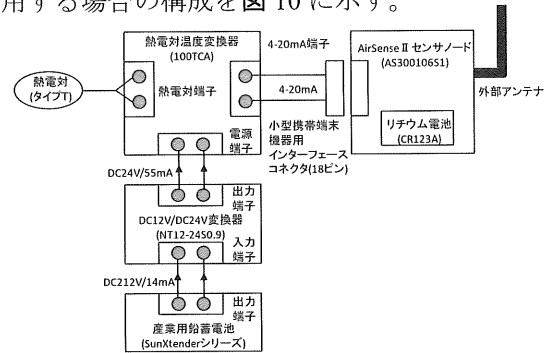 用する場合の構成を図 10 に示す。
熱電対温度変換器
(100TCA)
4-20mA端子
AirSenseⅡ センサノード
(AS300106S1)
熱電対
(タイプT)
熱電対端子
4-20mA
外部アンテナ
リチウム電池
(CR123A)
電源
端子
小型携帯端末
機器用
インターフェース
コネクタ(18ピン)
DC24V/55mA
出力
端子
DC12V/DC24V変換器
(NT12-24S0.9)
入力
端子
DC212V/14mA
出力
端子
産業用鉛蓄電池
(SunXtenderシリーズ)